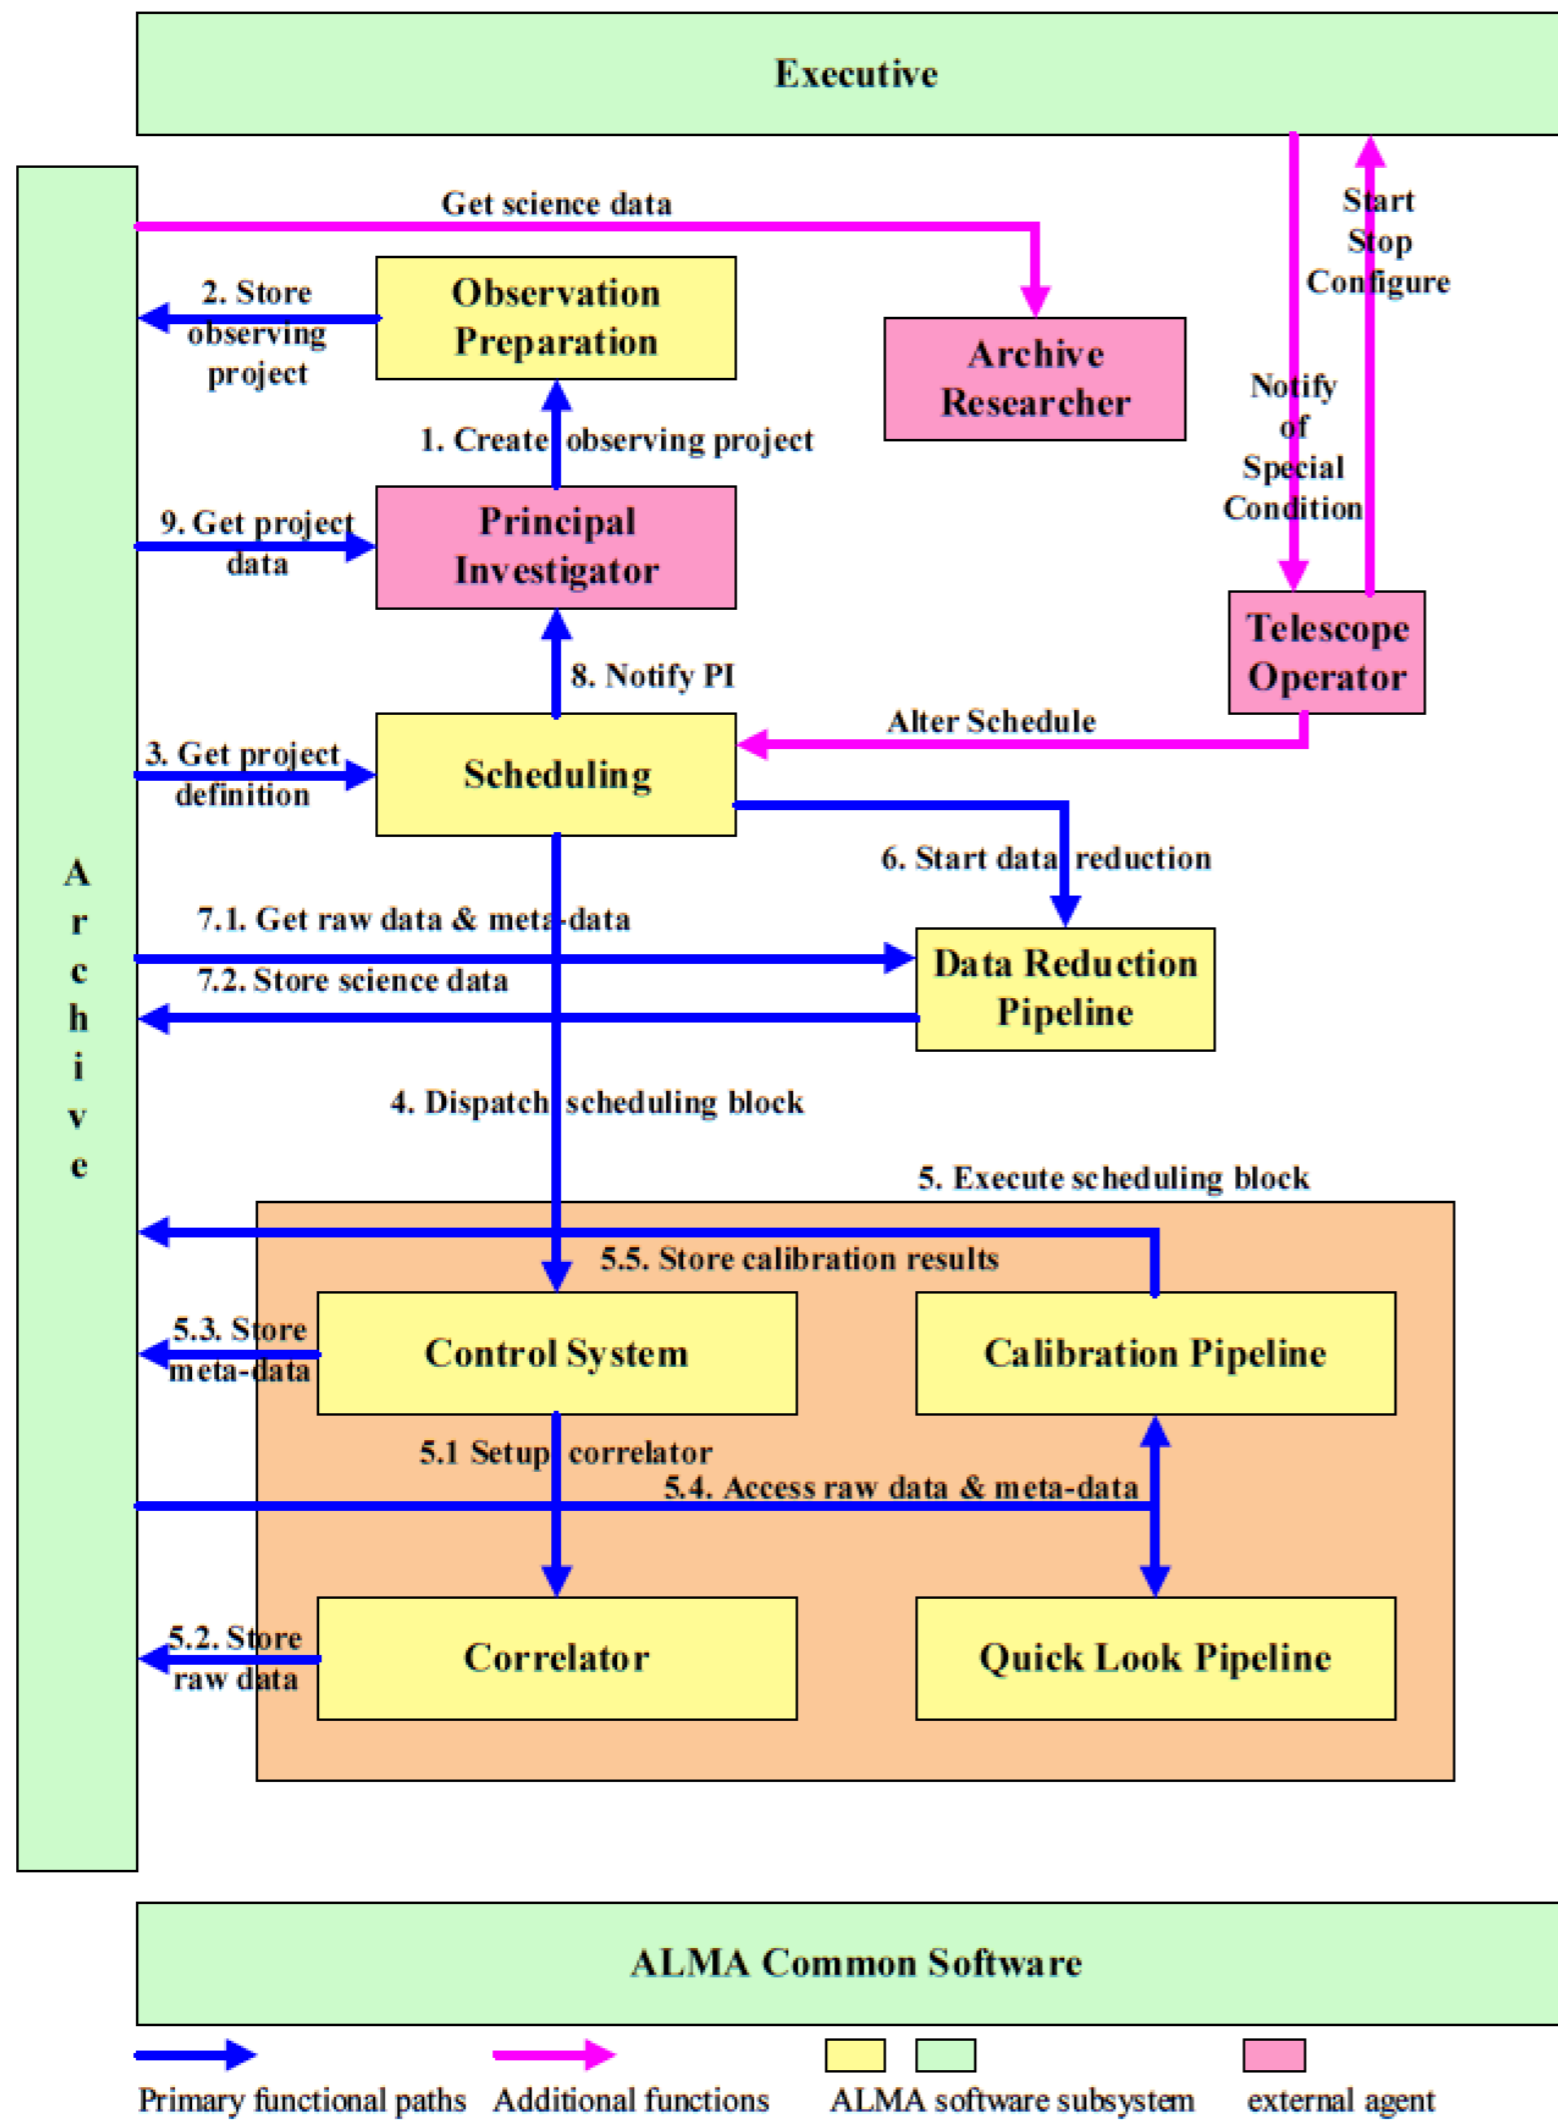 Executive
Get science data
Start
Stop
Configure
2. Store
observing
project
Observation
Preparation
Archive
Researcher
Notify
of
Special
Condition
1. Create observing project
9. Get project
data
Principal
Investigator
Telescope
Operator
8. Notify PI
Alter Schedule
3. Get project
definition
Scheduling
6. Start data reduction
A
r
c
h
i
v
e
7.1. Get raw data & meta-data
7.2. Store science data
Data Reduction
Pipeline
4. Dispatch scheduling block
5. Execute scheduling block
5.5. Store calibration results
5.3. Store
meta-data
Control System
Calibration Pipeline
5.1 Setup correlator
5.4. Access raw data & meta-data
5.2. Store
raw data
Correlator
Quick Look Pipeline
ALMA Common Software
Primary functional paths
Additional functions
ALMA software subsystem
external agent